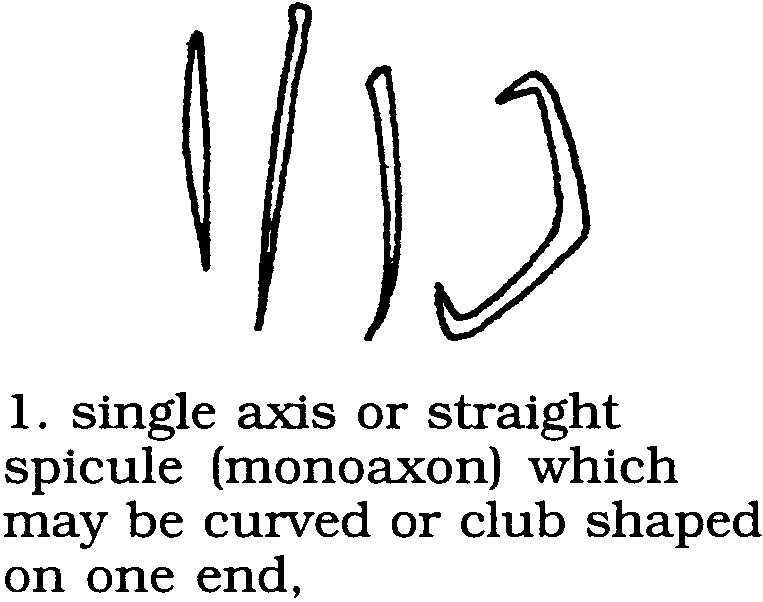 1. single axis or straight
spicule (monoaxon) which
may be curved or club shaped
on one end,